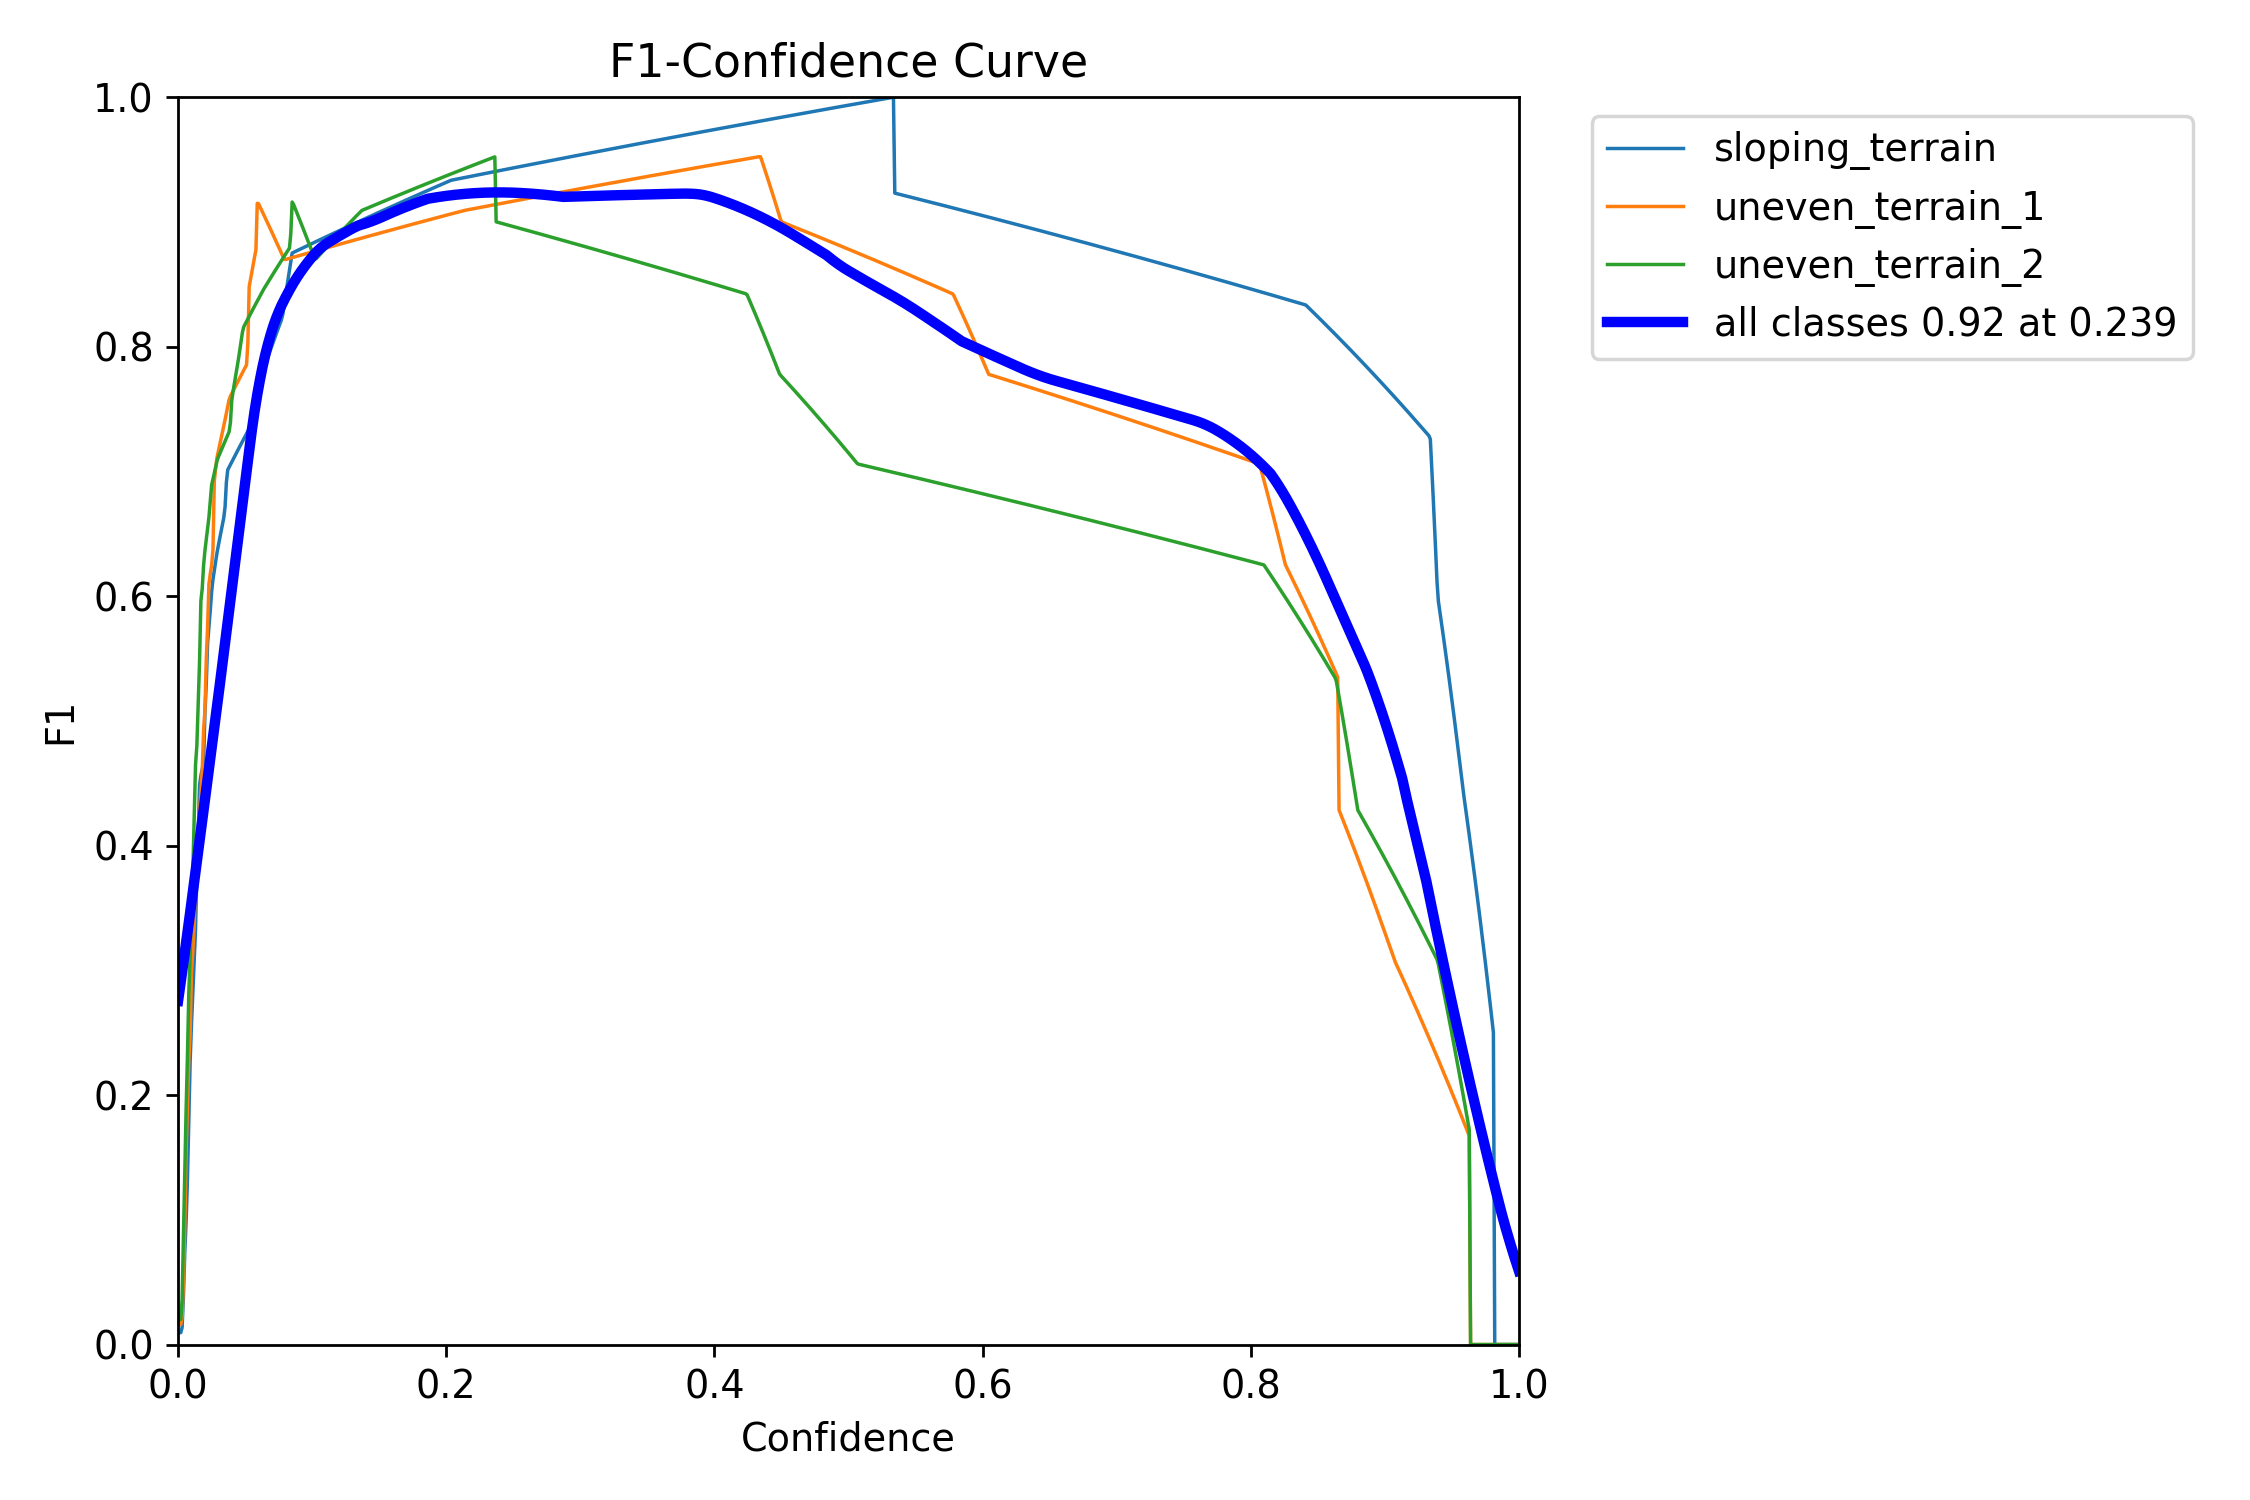 F1-Confidence Curve
1.0
0.8
0.6
0.4
0.2
0.0
F1
0.0 0.2 0.4 0.6 0.8 1.0
Confidence
sloping_terrain
uneven_terrain_1
uneven_terrain_2
all classes 0.92 at 0.239